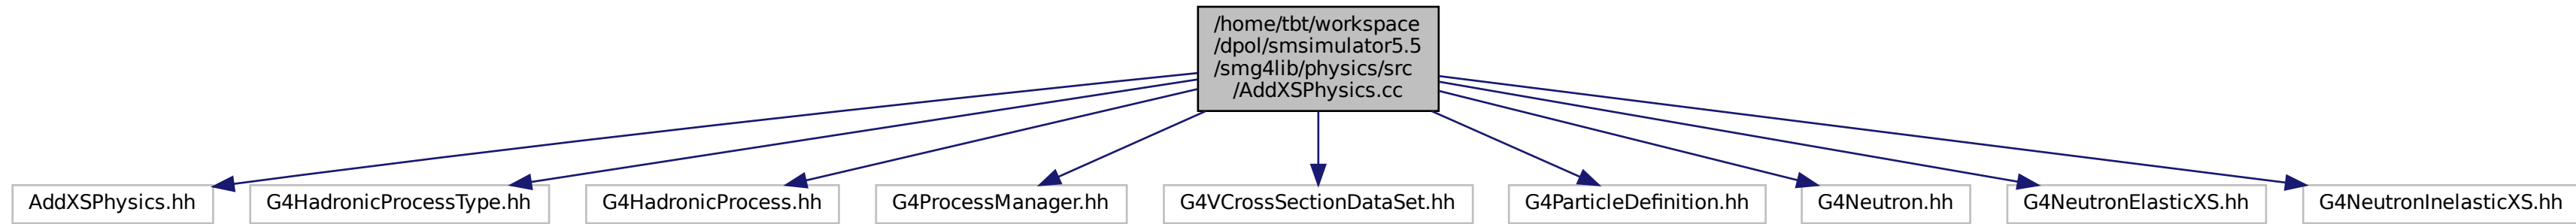 /home/tbt/workspace
/dpol/smsimulator5.5
/smg4lib/physics/src
/AddXSPhysics.cc
AddXSPhysics.hh
G4HadronicProcessType.hh
G4HadronicProcess.hh
G4ProcessManager.hh
G4VCrossSectionDataSet.hh
G4ParticleDefinition.hh
G4Neutron.hh
G4NeutronElasticXS.hh
G4NeutronInelasticXS.hh